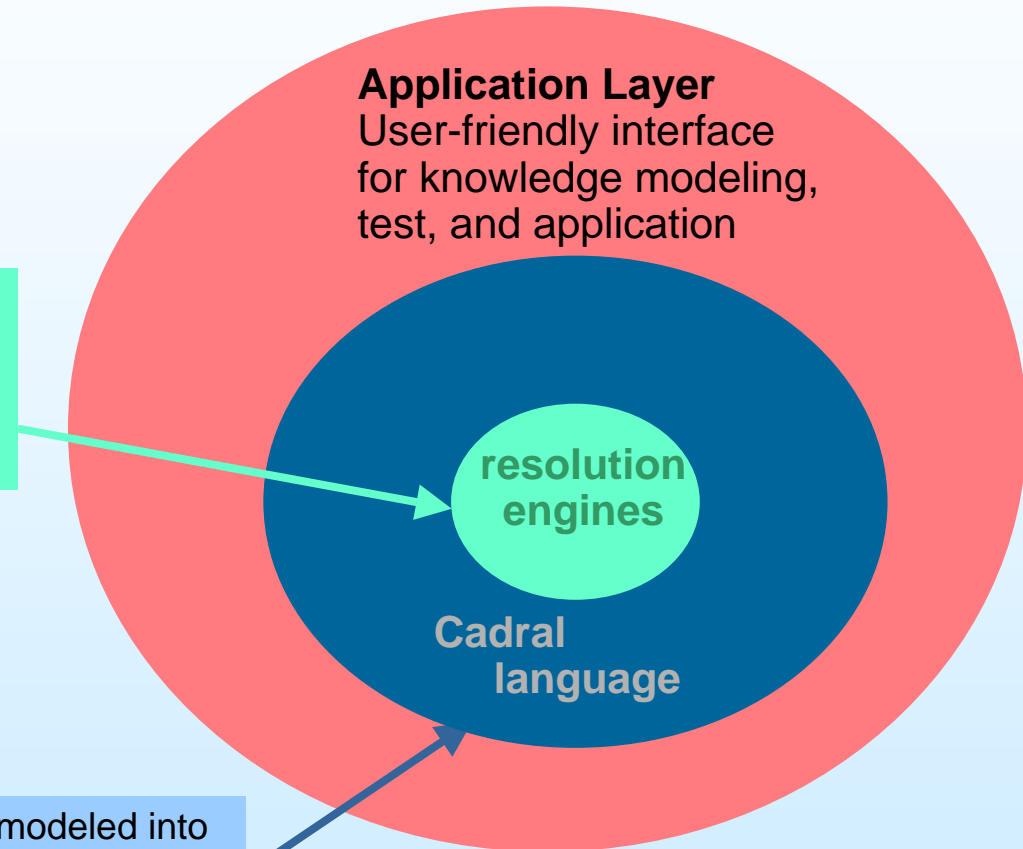 Application Layer
User-friendly interface
for knowledge modeling,
test, and application
resolution
engines
Cadral
language
modeled into